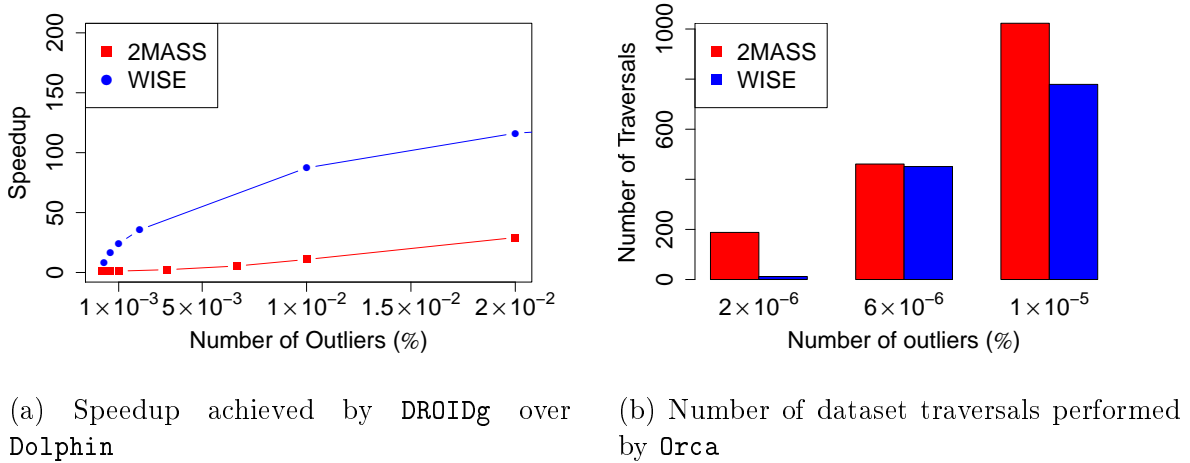 200
150
100
50
0
Speedup
2MASS
WISE
1×10⁻³
5×10⁻³
1×10⁻²
1.5×10⁻²
2×10⁻²
Number of Outliers (%)
(a) Speedup achieved by DROIDg over
Dolphin
1000
600
200
0
Number of Traversals
2MASS
WISE
2×10⁻⁶
6×10⁻⁶
1×10⁻⁵
Number of outliers (%)
(b) Number of dataset traversals performed
by Orca